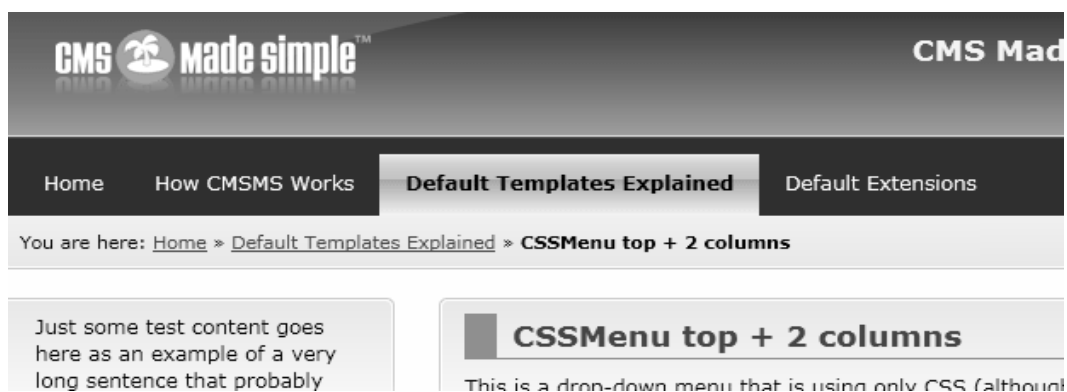 CMS Made Simple™
CMS Mad
Home How CMSMS Works Default Templates Explained Default Extensions
You are here: Home » Default Templates Explained » CSSMenu top + 2 columns
Just some test content goes
here as an example of a very
long sentence that probably
CSSMenu top + 2 columns
This is a drop-down menu that is using only CSS (although